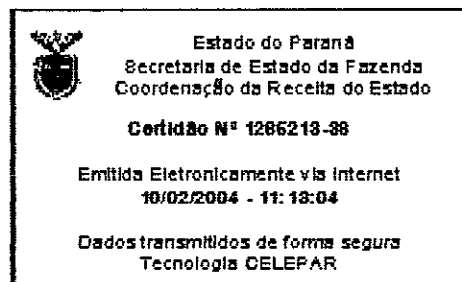 Estado do Paraná
Secretaria de Estado da Fazenda
Coordenação da Receita do Estado
Certidão Nº 1286213-38
Emitida Eletronicamente via Internet
10/02/2004 - 11:13:04
Dados transmitidos de forma segura
Tecnologia CELEPAR